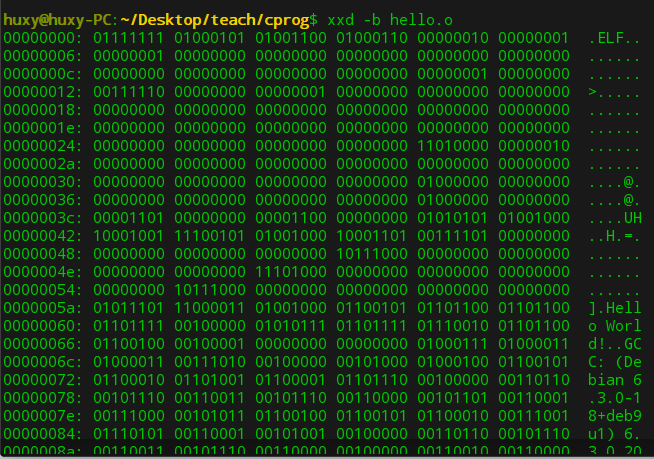 huxy@huxy-PC:~/Desktop/teach/cprog$ xxd -b hello.o
00000000: 01111111 01000101 01001100 01000110 00000010 00000001  .ELF..
00000006: 00000001 00000000 00000000 00000000 00000000 00000000  ......
0000000c: 00000000 00000000 00000000 00000000 00000001 00000000  ......
00000012: 00111110 00000000 00000001 00000000 00000000 00000000  >.....
00000018: 00000000 00000000 00000000 00000000 00000000 00000000  ......
0000001e: 00000000 00000000 00000000 00000000 00000000 00000000  ......
00000024: 00000000 00000000 00000000 00000000 11010000 00000010  ......
0000002a: 00000000 00000000 00000000 00000000 00000000 00000000  ......
00000030: 00000000 00000000 00000000 00000000 01000000 00000000  ....@.
00000036: 00000000 00000000 00000000 00000000 01000000 00000000  ....@.
0000003c: 00001101 00000000 00001100 00000000 01010101 01001000  ....UH
00000042: 10001001 11100101 01001000 10001101 00111101 00000000  ..H.=.
00000048: 00000000 00000000 00000000 10111000 00000000 00000000  ......
0000004e: 00000000 00000000 11101000 00000000 00000000 00000000  ......
00000054: 00000000 10111000 00000000 00000000 00000000 00000000  ......
0000005a: 01011101 11000011 01001000 01100101 01101100 01101100  ].Hell
00000060: 01101111 00100000 01010111 01101111 01110010 01101100  o Worl
00000066: 01100100 00100001 00000000 00000000 01000111 01000011  d!..GC
0000006c: 01000011 00111010 00100000 00101000 01000100 01100101  C: (De
00000072: 01100010 01101001 01100001 01101110 00100000 00110110  bian 6
00000078: 00101110 00110011 00101110 00110000 00101101 00110001  .3.0-1
0000007e: 00111000 00101011 01100100 01100101 01100010 00111001  8+deb9
00000084: 01110101 00110001 00101001 00100000 00110110 00101110  u1) 6.
0000008a: 00110011 00101110 00110000 00100000 00110010 00110000  3.0 20